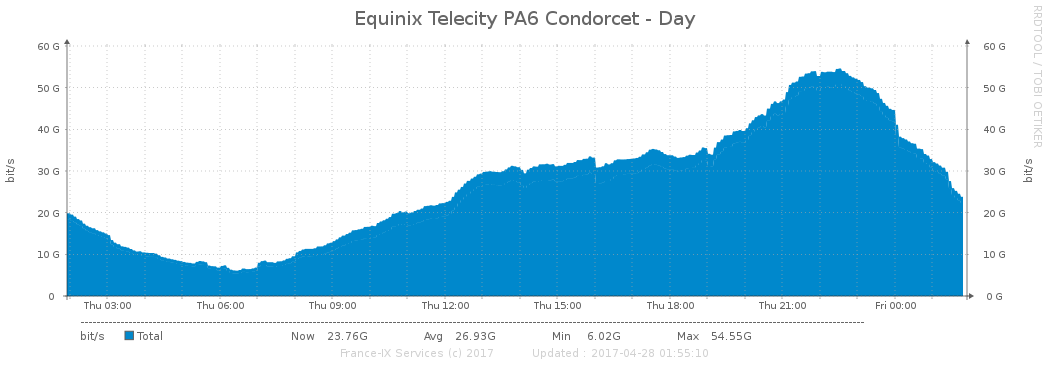 Equinix Telecity PA6 Condorcet - Day
RRDTOOL / TOBI OETIKER
bit/s
60 G
50 G
40 G
30 G
20 G
10 G
0
60 G
50 G
40 G
30 G
20 G
10 G
0 G
bit/s
Thu 03:00 Thu 06:00 Thu 09:00 Thu 12:00 Thu 15:00 Thu 18:00 Thu 21:00 Fri 00:00
bit/s Total Now 23.76G Avg 26.93G Min 6.02G Max 54.55G
France-IX Services (c) 2017 Updated : 2017-04-28 01:55:10